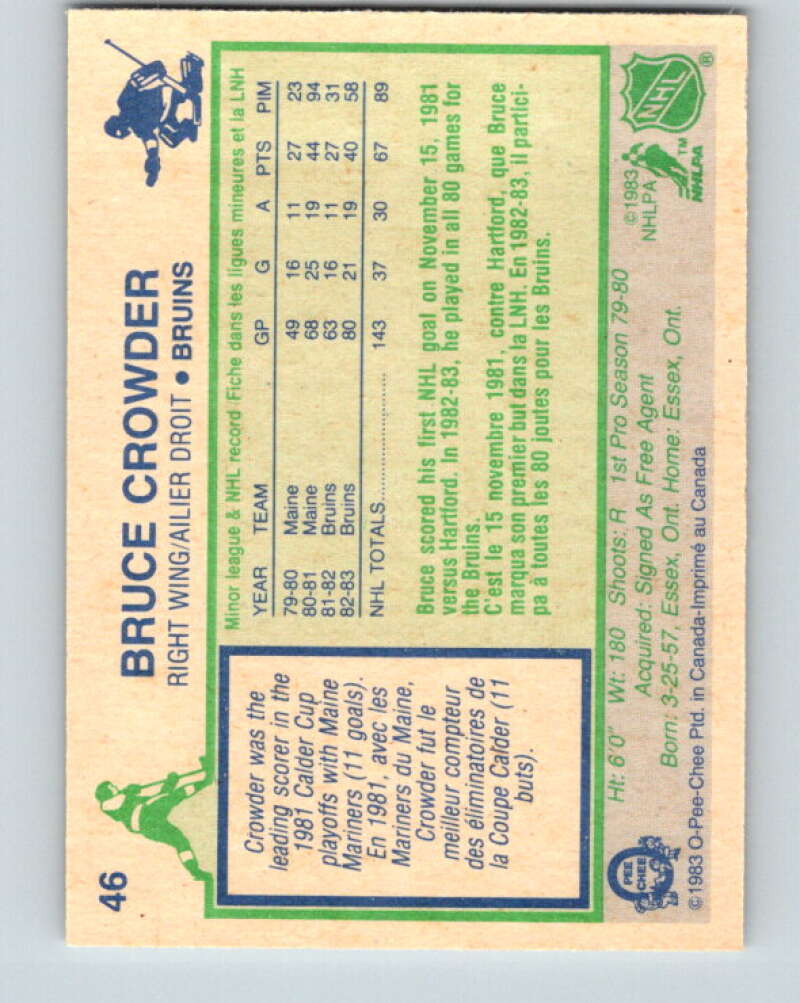 46
BRUCE CROWDER
RIGHT WING/AILIER DROIT • BRUINS
Crowder was the
leading scorer in the
1981 Calder Cup
playoffs with Maine
Mariners (11 goals).
En 1981, avec les
Mariners du Maine,
Crowder fut le
meilleur compteur
des éliminatoires de
la Coupe Calder (11
buts).
Minor league & NHL record Fiche dans les ligues mineures et la LNH
YEAR TEAM GP G A PTS PIM
79-80 Maine 49 16 11 27 23
80-81 Maine 68 25 19 44 94
81-82 Bruins 63 16 11 27 31
82-83 Bruins 80 21 19 40 58
NHL TOTALS.................... 143 37 30 67 89
Bruce scored his first NHL goal on November 15, 1981
versus Hartford. In 1982-83, he played in all 80 games for
the Bruins.
C'est le 15 novembre 1981, contre Hartford, que Bruce
marqua son premier but dans la LNH. En 1982-83, il partici-
pa à toutes les 80 joutes pour les Bruins.
Ht: 6'0" Wt: 180 Shoots: R 1st Pro Season 79-80
Acquired: Signed As Free Agent
Born: 3-25-57, Essex, Ont. Home: Essex, Ont.
©1983 O-Pee-Chee Ptd. in Canada-Imprimé au Canada
O
PEE
CHEE
©1983
NHLPA
NHLPA
TM
NHL
®